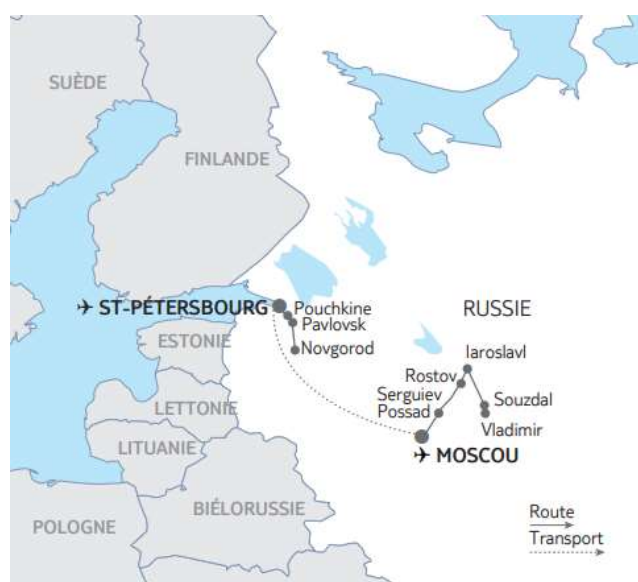 SUÈDE
FINLANDE
✈ ST-PÉTERSBOURG
Pouchkine
Pavlovsk
Novgorod
RUSSIE
ESTONIE
Iaroslavl
Rostov
Serguiev
Possad
Souzdal
Vladimir
LETTONIE
LITUANIE
✈ MOSCOU
BIÉLORUSSIE
POLOGNE
Route
Transport